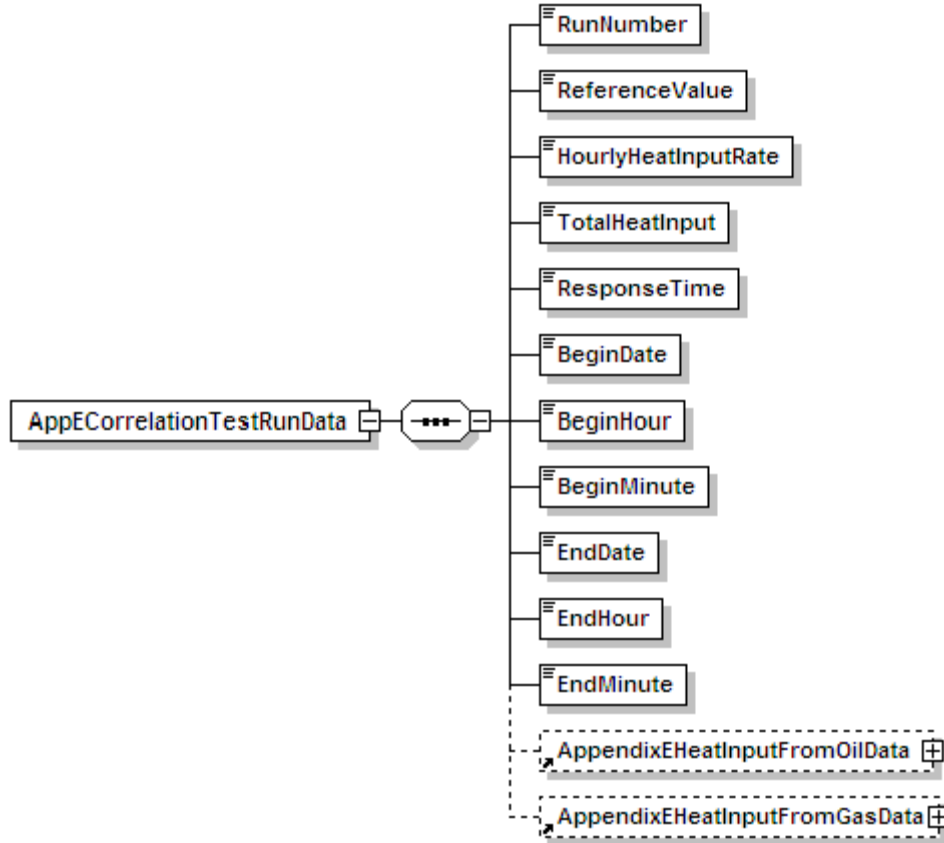 RunNumber
ReferenceValue
HourlyHeatInputRate
TotalHeatInput
ResponseTime
BeginDate
AppECorrelationTestRunData
BeginHour
BeginMinute
EndDate
EndHour
EndMinute
AppendixEHeatInputFromOilData
AppendixEHeatInputFromGasData